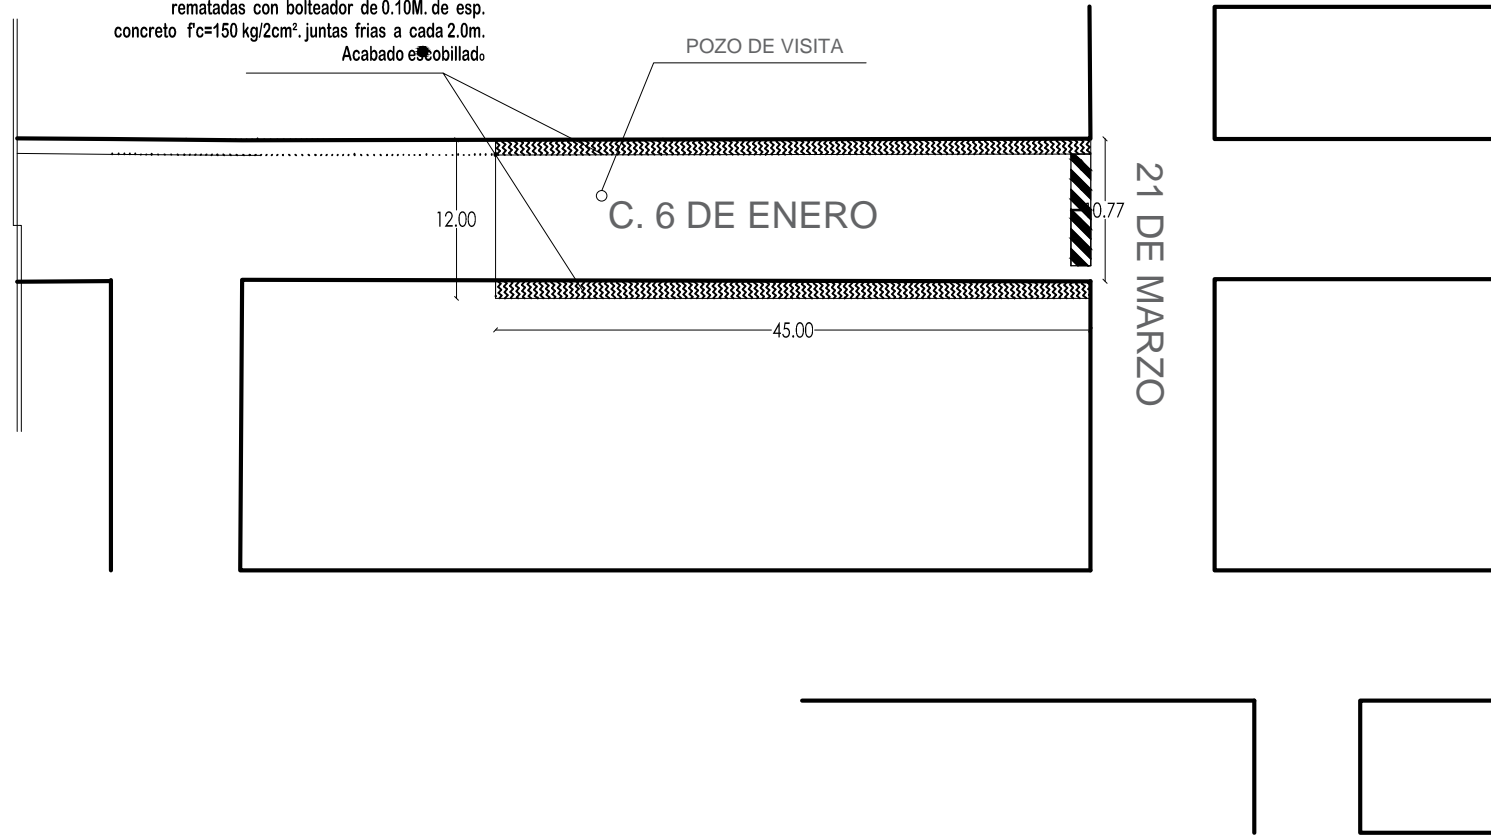 rematadas con bolteador de 0.10M. de esp.
concreto f'c=150 kg/2cm². juntas frias a cada 2.0m.
Acabado escobillado
POZO DE VISITA
12.00
C. 6 DE ENERO
0.77
21 DE MARZO
45.00